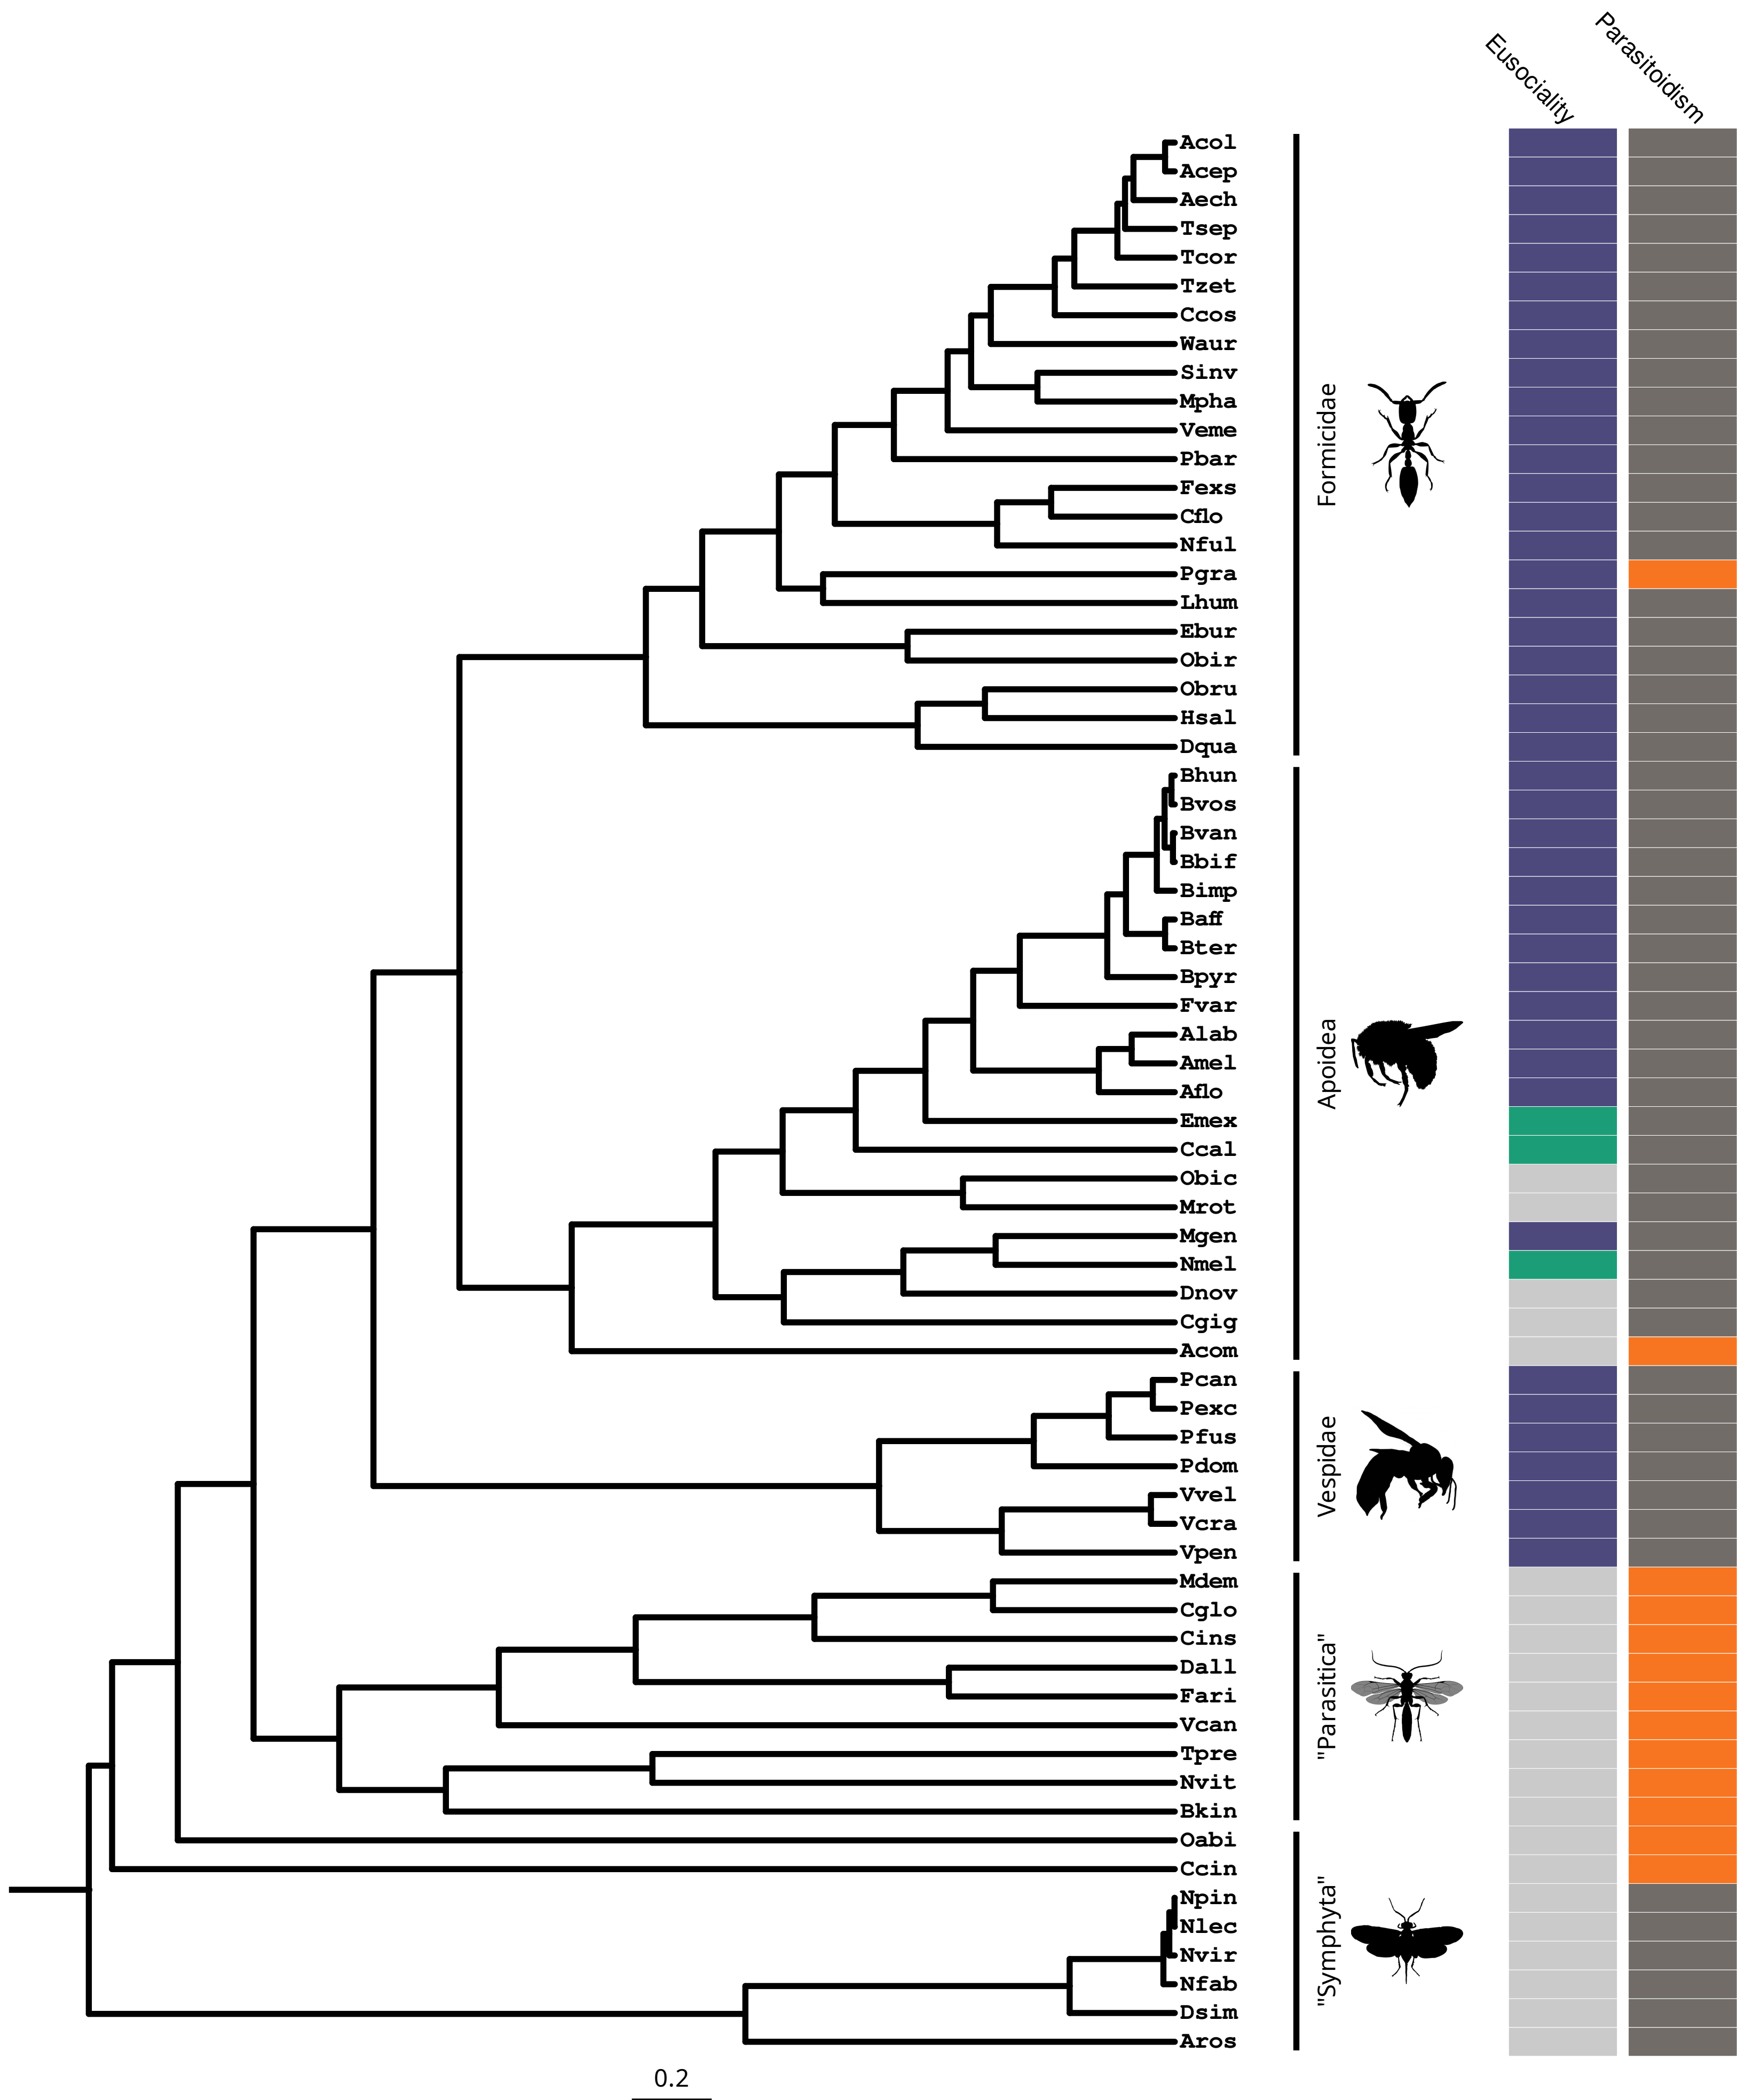 Eusociality
Parasitoidism
Acol
Acep
Aech
Tsep
Tcor
Tzet
Ccos
Waur
Sinv
Mpha
Veme
Pbar
Fexs
Cflo
Nful
Pgra
Lhum
Ebur
Obir
Obru
Hsal
Dqua
Formicidae
Bhun
Bvos
Bvan
Bbif
Bimp
Baff
Bter
Bpyr
Fvar
Alab
Amel
Aflo
Emex
Ccal
Obic
Mrot
Mgen
Nmel
Dnov
Cgig
Acom
Apoidea
Pcan
Pexc
Pfus
Pdom
Vvel
Vcra
Vpen
Vespidae
Mdem
Cglo
Cins
Dall
Fari
Vcan
Tpre
Nvit
Bkin
"Parasitica"
Oabi
Ccin
Npin
Nlec
Nvir
Nfab
Dsim
Aros
"Symphyta"
0.2